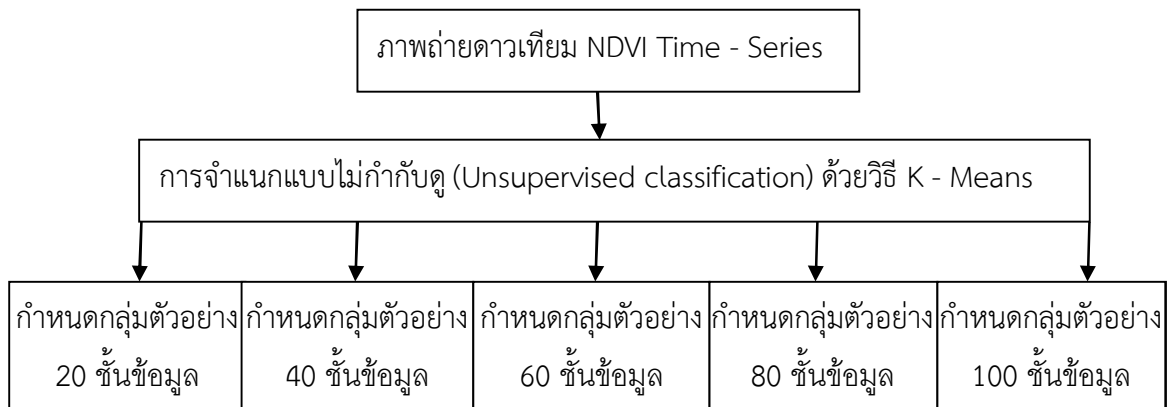 ภาพถ่ายดาวเทียม NDVI Time - Series
การจำแนกแบบไม่กำกับดู (Unsupervised classification) ด้วยวิธี K - Means
กำหนดกลุ่มตัวอย่าง
20 ชั้นข้อมูล
กำหนดกลุ่มตัวอย่าง
40 ชั้นข้อมูล
กำหนดกลุ่มตัวอย่าง
60 ชั้นข้อมูล
กำหนดกลุ่มตัวอย่าง
80 ชั้นข้อมูล
กำหนดกลุ่มตัวอย่าง
100 ชั้นข้อมูล